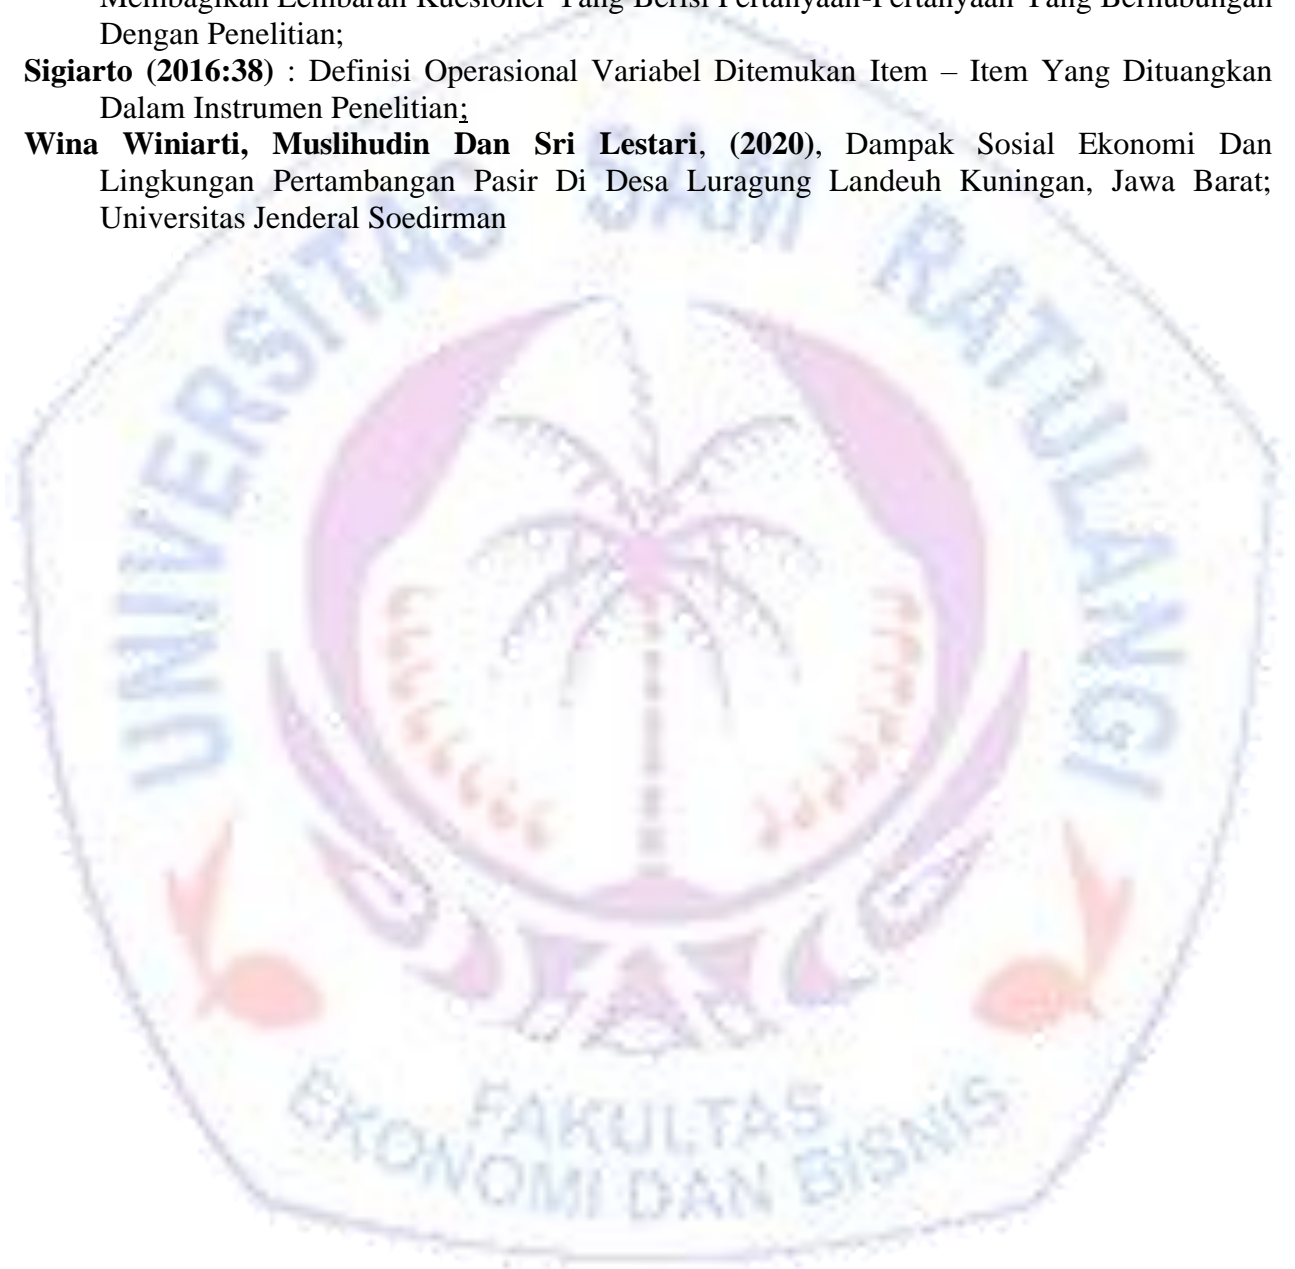 Membagikan Lembaran Kuesioner Yang Berisi Pertanyaan-Pertanyaan Yang Berhubungan
Dengan Penelitian;
Sigiarto (2016:38) : Definisi Operasional Variabel Ditemukan Item – Item Yang Dituangkan
Dalam Instrumen Penelitian;
Wina Winiarti, Muslihudin Dan Sri Lestari, (2020), Dampak Sosial Ekonomi Dan
Lingkungan Pertambangan Pasir Di Desa Luragung Landeuh Kuningan, Jawa Barat;
Universitas Jenderal Soedirman
UNIVERSITAS SAM RATULANGI
FAKULTAS
EKONOMI DAN BISNIS